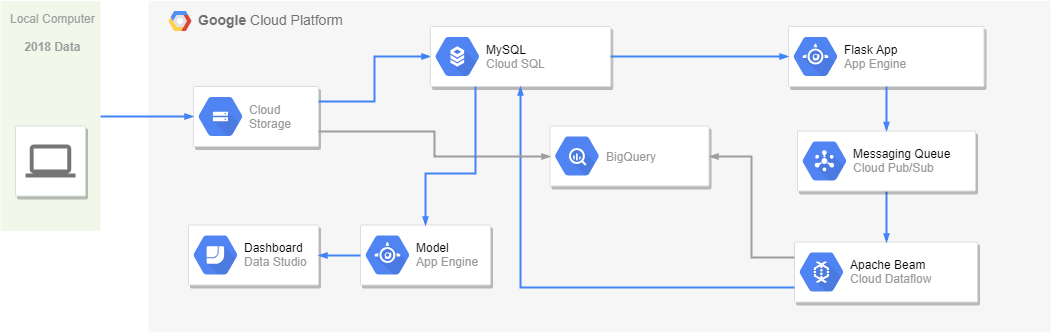 Local Computer
2018 Data
Google Cloud Platform
MySQL
Cloud SQL
Flask App
App Engine
Cloud
Storage
BigQuery
Messaging Queue
Cloud Pub/Sub
Dashboard
Data Studio
Model
App Engine
Apache Beam
Cloud Dataflow